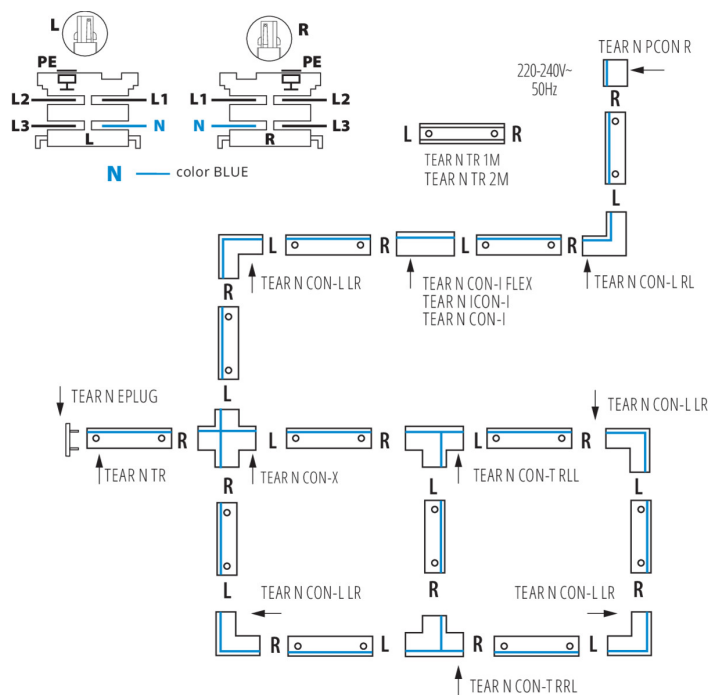 L
R
PE
PE
L2
L1
L1
L2
L3
N
N
L3
L
R
N
color BLUE
220-240V~
50Hz
TEAR N PCON R
R
L
R
TEAR N TR 1M
TEAR N TR 2M
L
L
R
L
R
TEAR N CON-L LR
TEAR N CON-I FLEX
TEAR N ICON-I
TEAR N CON-I
TEAR N CON-L RL
R
L
TEAR N EPLUG
TEAR N CON-L LR
R
L
R
L
R
TEAR N TR
TEAR N CON-X
TEAR N CON-T RLL
R
L
L
L
R
R
TEAR N CON-L LR
TEAR N CON-L LR
R
L
R
L
TEAR N CON-T RRL